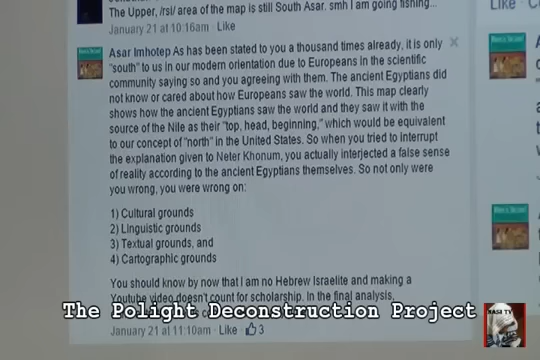 The Upper, /rsi/ area of the map is still South Asar. smh I am going fishing...
January 21 at 10:16am · Like
Like ·
Asar Imhotep As has been stated to you a thousand times already, it is only
"south" to us in our modern orientation due to Europeans in the scientific
community saying so and you agreeing with them. The ancient Egyptians did
not know or cared about how Europeans saw the world. This map clearly
shows how the ancient Egyptians saw the world and they saw it with the
source of the Nile as their "top, head, beginning," which would be equivalent
to our concept of "north" in the United States. So when you tried to interrupt
the explanation given to Neter Khonum, you actually interjected a false sense
of reality according to the ancient Egyptians themselves. So not only were
you wrong, you were wrong on:
1) Cultural grounds
2) Linguistic grounds
3) Textual grounds, and
4) Cartographic grounds
You should know by now that I am no Hebrew Israelite and making a
Youtube video doesn't count for scholarship. In the final analysis,
The Polight Deconstruction Project
January 21 at 11:10am · Like 3
RASI TV